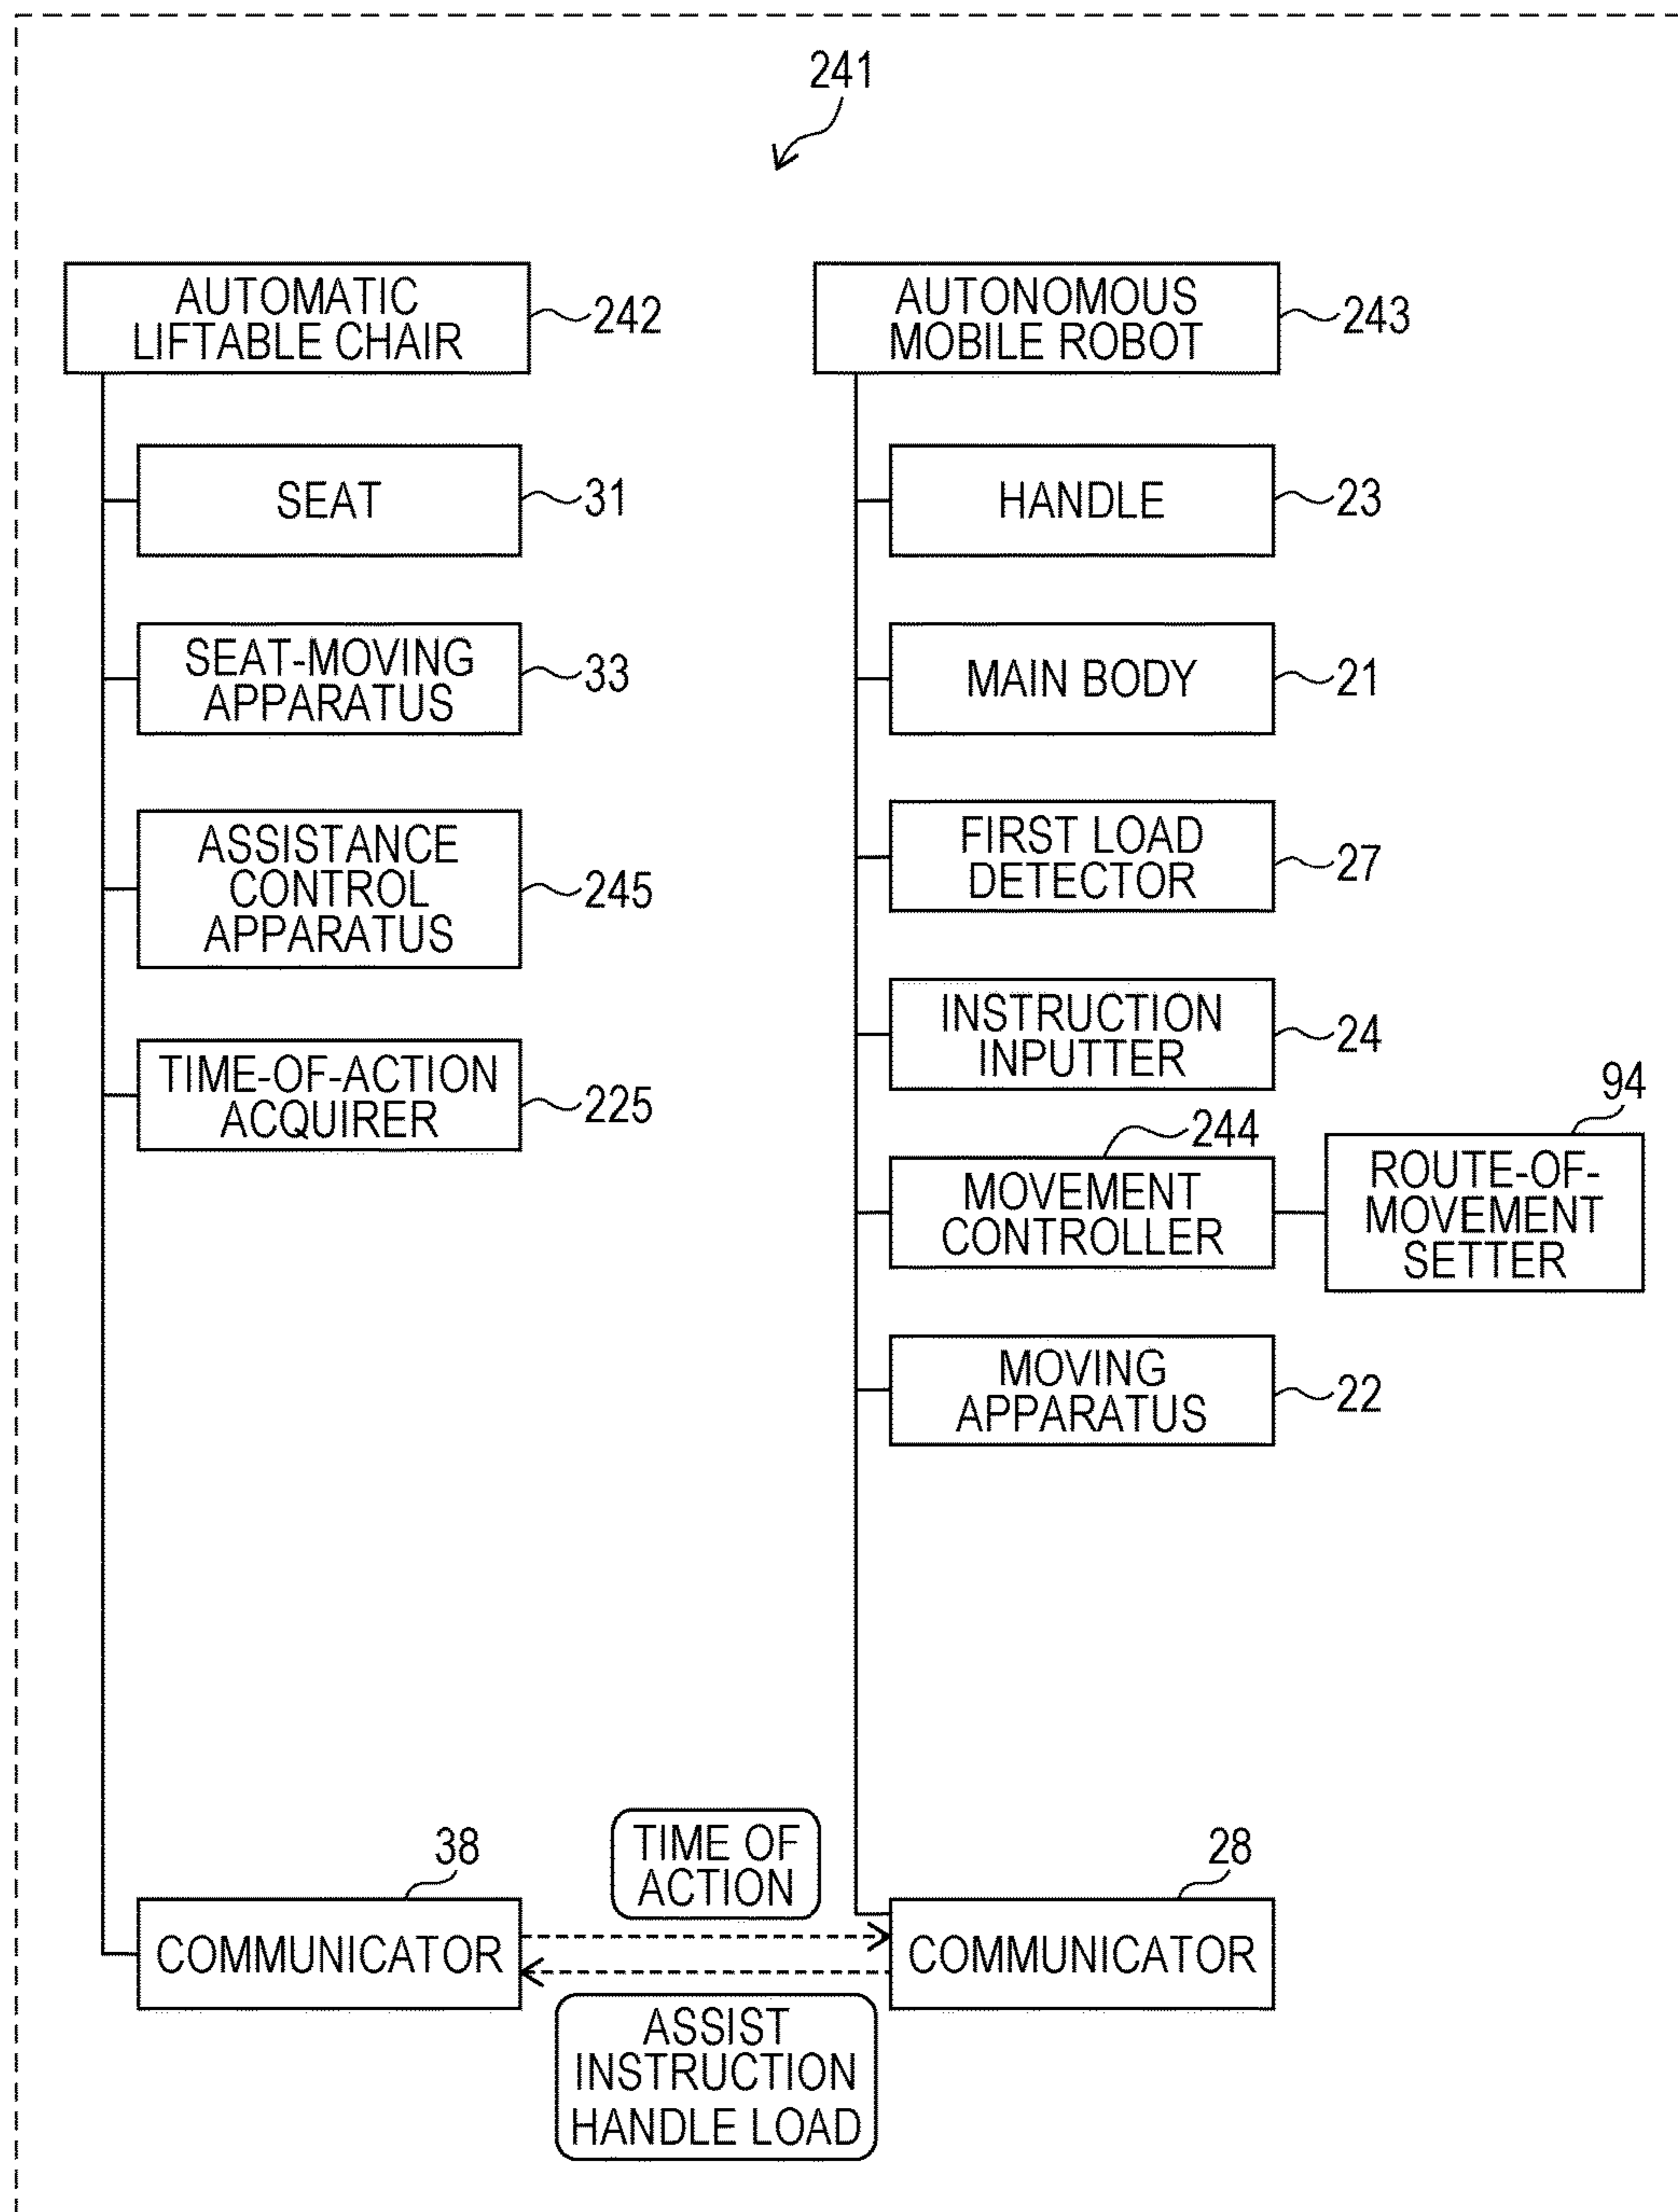 241
AUTOMATIC
LIFTABLE CHAIR
242
SEAT
31
SEAT-MOVING
APPARATUS
33
ASSISTANCE
CONTROL
APPARATUS
245
TIME-OF-ACTION
ACQUIRER
225
38
COMMUNICATOR
AUTONOMOUS
MOBILE ROBOT
243
HANDLE
23
MAIN BODY
21
FIRST LOAD
DETECTOR
27
INSTRUCTION
INPUTTER
24
244
MOVEMENT
CONTROLLER
94
ROUTE-OF-
MOVEMENT
SETTER
MOVING
APPARATUS
22
28
COMMUNICATOR
TIME OF
ACTION
ASSIST
INSTRUCTION
HANDLE LOAD